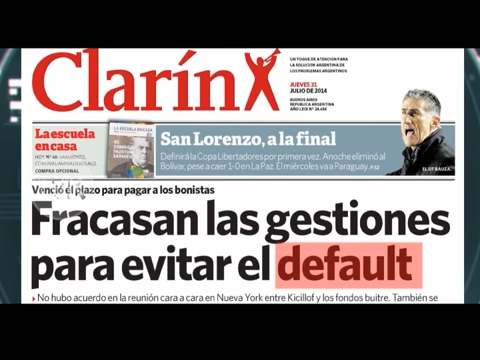 Clarín
UN TOQUE DE ATENCION PARA
LA SOLUCION ARGENTINA DE
LOS PROBLEMAS ARGENTINOS
JUEVES 31
JULIO DE 2014
BUENOS AIRES
REPUBLICA ARGENTINA
La escuela
en casa
COMPRA OPCIONAL
LA ESCUELA EN CASA
San Lorenzo, a la final
Definirá la Copa Libertadores por primera vez. Anoche eliminó al
Bolívar, pese a caer 1-0 en La Paz. El miércoles va a Paraguay.
Venció el plazo para pagar a los bonistas
Fracasan las gestiones
para evitar el default
No hubo acuerdo en la reunión cara a cara en Nueva York entre Kicillof y los fondos buitre. También se